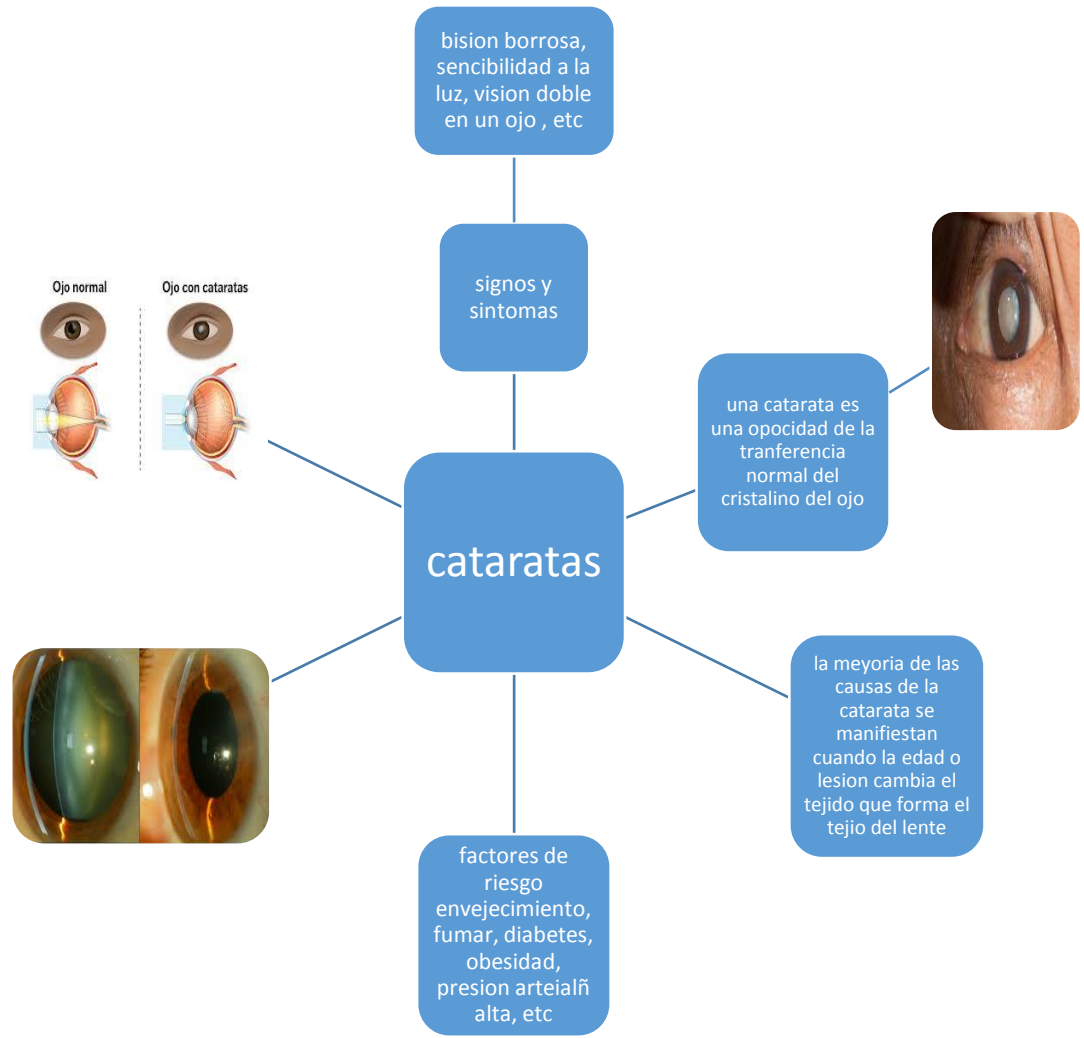 bision borrosa,
sencibilidad a la
luz, vision doble
en un ojo , etc
signos y
sintomas
Ojo normal
Ojo con cataratas
una catarata es
una opocidad de la
tranferencia
normal del
cristalino del ojo
cataratas
la meyoria de las
causas de la
catarata se
manifiestan
cuando la edad o
lesion cambia el
tejido que forma el
tejio del lente
factores de
riesgo
envejecimiento,
fumar, diabetes,
obesidad,
presion arteialñ
alta, etc